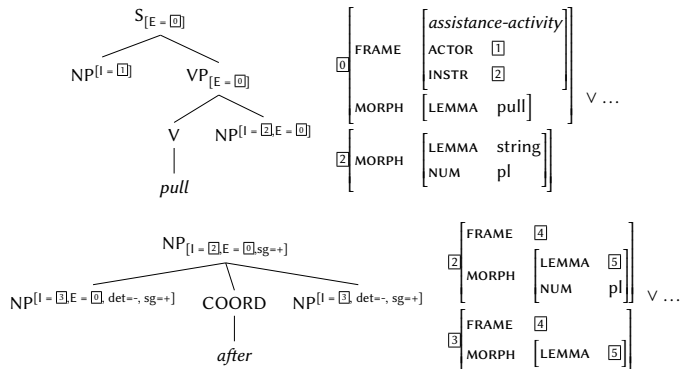 S[E = 0]
NP[I = 1] VP[E = 0]
V NP[I = 2,E = 0]
pull
0 FRAME assistance-activity
ACTOR 1
INSTR 2
MORPH [LEMMA pull]
∨ ...
2 MORPH LEMMA string
NUM pl
NP[I = 2,E = 0,sg=+]
NP[I = 3,E = 0, det=-, sg=+] COORD NP[I = 3, det=-, sg=+]
after
2 FRAME 4
MORPH LEMMA 5
NUM pl
∨ ...
3 FRAME 4
MORPH [LEMMA 5]